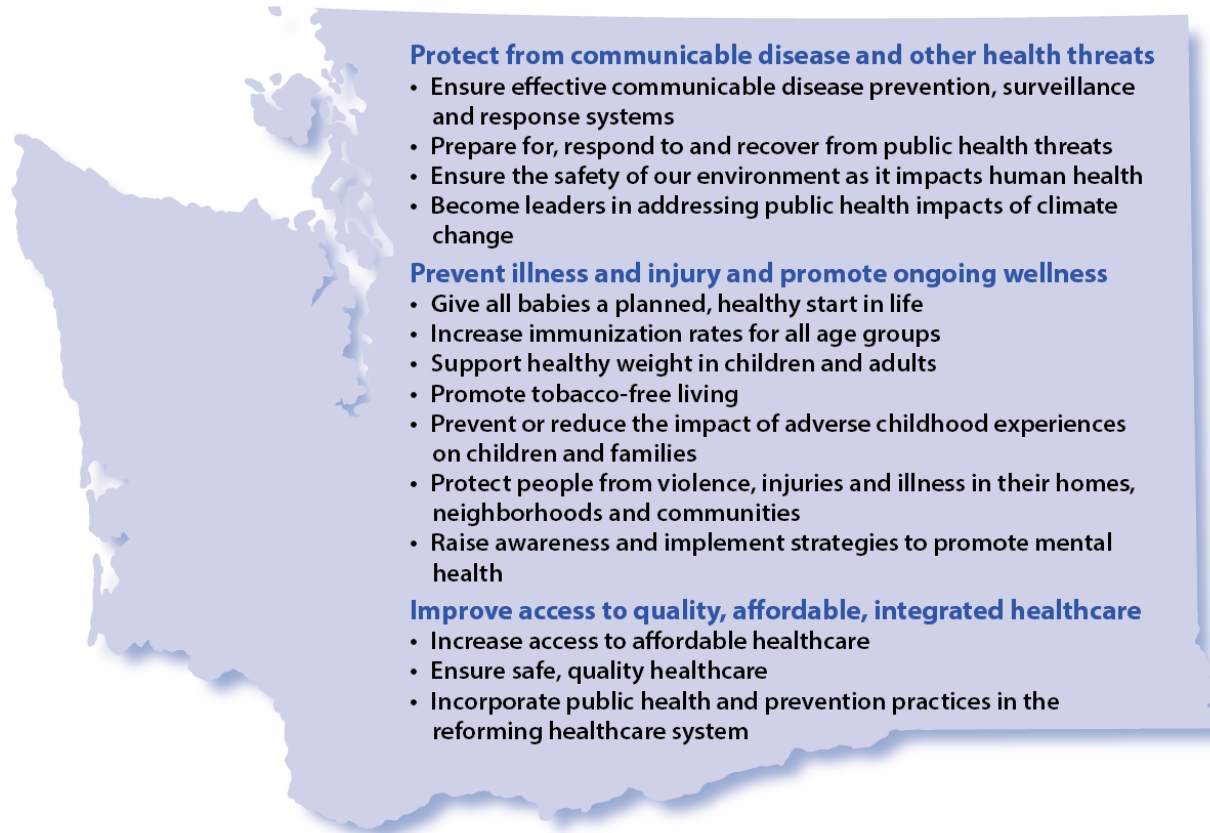 Protect from communicable disease and other health threats
• Ensure effective communicable disease prevention, surveillance
and response systems
• Prepare for, respond to and recover from public health threats
• Ensure the safety of our environment as it impacts human health
• Become leaders in addressing public health impacts of climate
change
Prevent illness and injury and promote ongoing wellness
• Give all babies a planned, healthy start in life
• Increase immunization rates for all age groups
• Support healthy weight in children and adults
• Promote tobacco-free living
• Prevent or reduce the impact of adverse childhood experiences
on children and families
• Protect people from violence, injuries and illness in their homes,
neighborhoods and communities
• Raise awareness and implement strategies to promote mental
health
Improve access to quality, affordable, integrated healthcare
• Increase access to affordable healthcare
• Ensure safe, quality healthcare
• Incorporate public health and prevention practices in the
reforming healthcare system